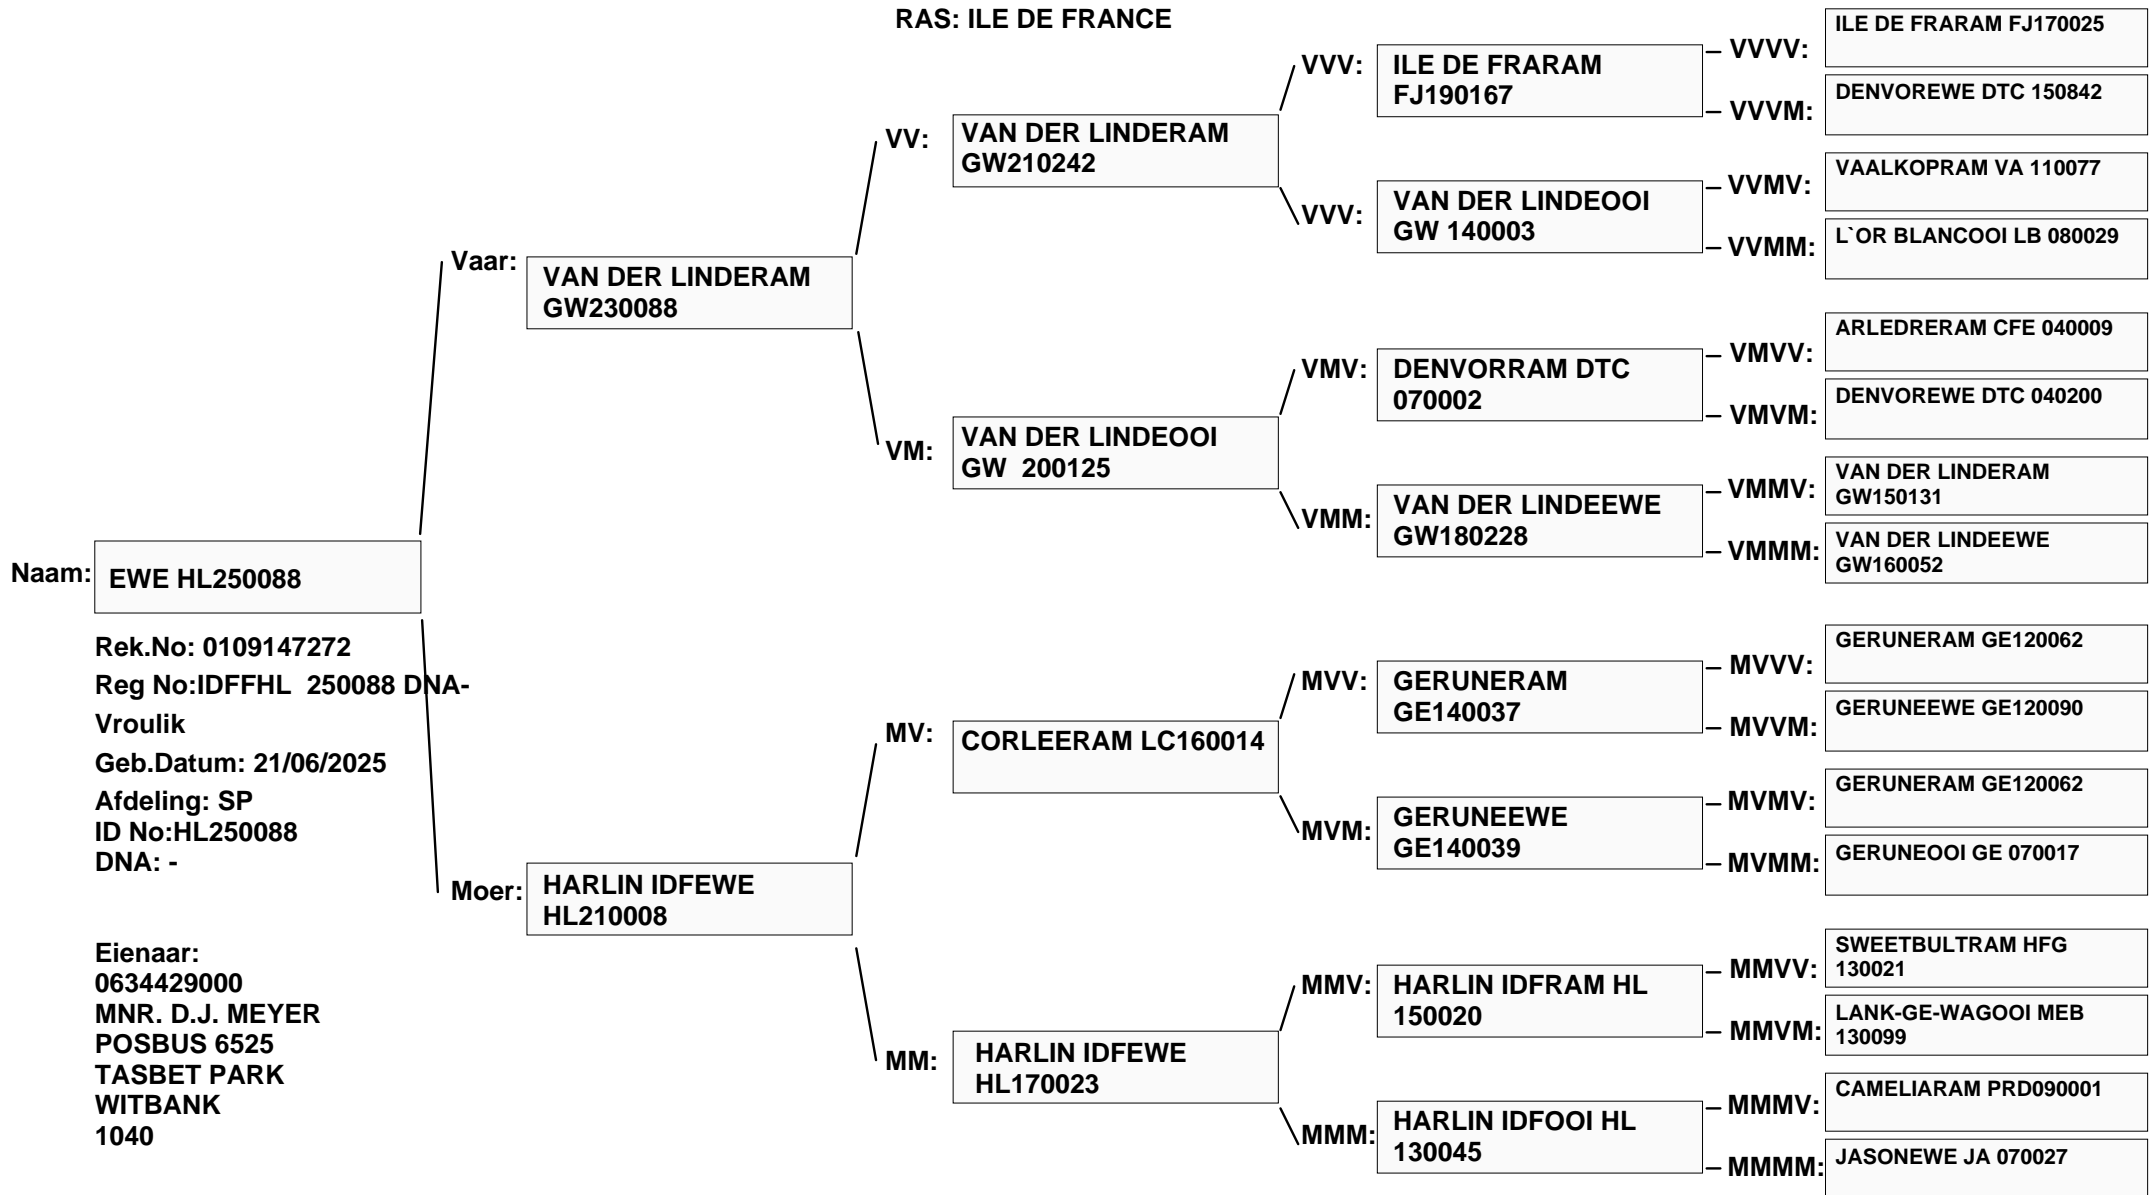 RAS: ILE DE FRANCE
Naam:
EWE HL250088
Rek.No: 0109147272
Reg No:IDFFHL  250088 DNA-
Vroulik
Geb.Datum: 21/06/2025
Afdeling: SP
ID No:HL250088
DNA: -
Eienaar:
0634429000
MNR. D.J. MEYER
POSBUS 6525
TASBET PARK
WITBANK
1040
Vaar:
VAN DER LINDERAM
GW230088
Moer:
HARLIN IDFEWE
HL210008
VV:
VAN DER LINDERAM
GW210242
VM:
VAN DER LINDEOOI
GW  200125
MV:
CORLEERAM LC160014
MM:
HARLIN IDFEWE
HL170023
VVV:
ILE DE FRARAM
FJ190167
VVV:
VAN DER LINDEOOI
GW 140003
VMV:
DENVORRAM DTC
070002
VMM:
VAN DER LINDEEWE
GW180228
MVV:
GERUNERAM
GE140037
MVM:
GERUNEEWE
GE140039
MMV:
HARLIN IDFRAM HL
150020
MMM:
HARLIN IDFOOI HL
130045
VVVV:
ILE DE FRARAM FJ170025
VVVM:
DENVOREWE DTC 150842
VVMV:
VAALKOPRAM VA 110077
VVMM:
L`OR BLANCOOI LB 080029
VMVV:
ARLEDRERAM CFE 040009
VMVM:
DENVOREWE DTC 040200
VMMV:
VAN DER LINDERAM
GW150131
VMMM:
VAN DER LINDEEWE
GW160052
MVVV:
GERUNERAM GE120062
MVVM:
GERUNEEWE GE120090
MVMV:
GERUNERAM GE120062
MVMM:
GERUNEOOI GE 070017
MMVV:
SWEETBULTRAM HFG
130021
MMVM:
LANK-GE-WAGOOI MEB
130099
MMMV:
CAMELIARAM PRD090001
MMMM:
JASONEWE JA 070027